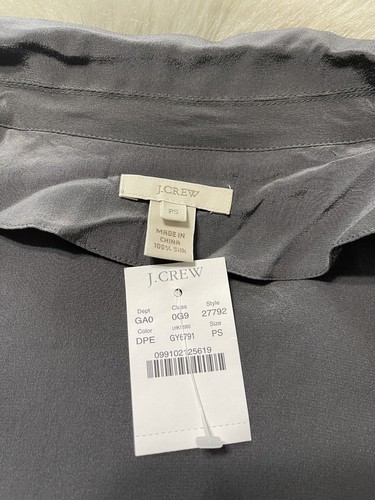 J.CREW
PS
MADE IN
CHINA
100% Silk
J.CREW
Dept Class Style
GA0 0G9 27792
Color Size
DPE GY6791 PS
099102125619